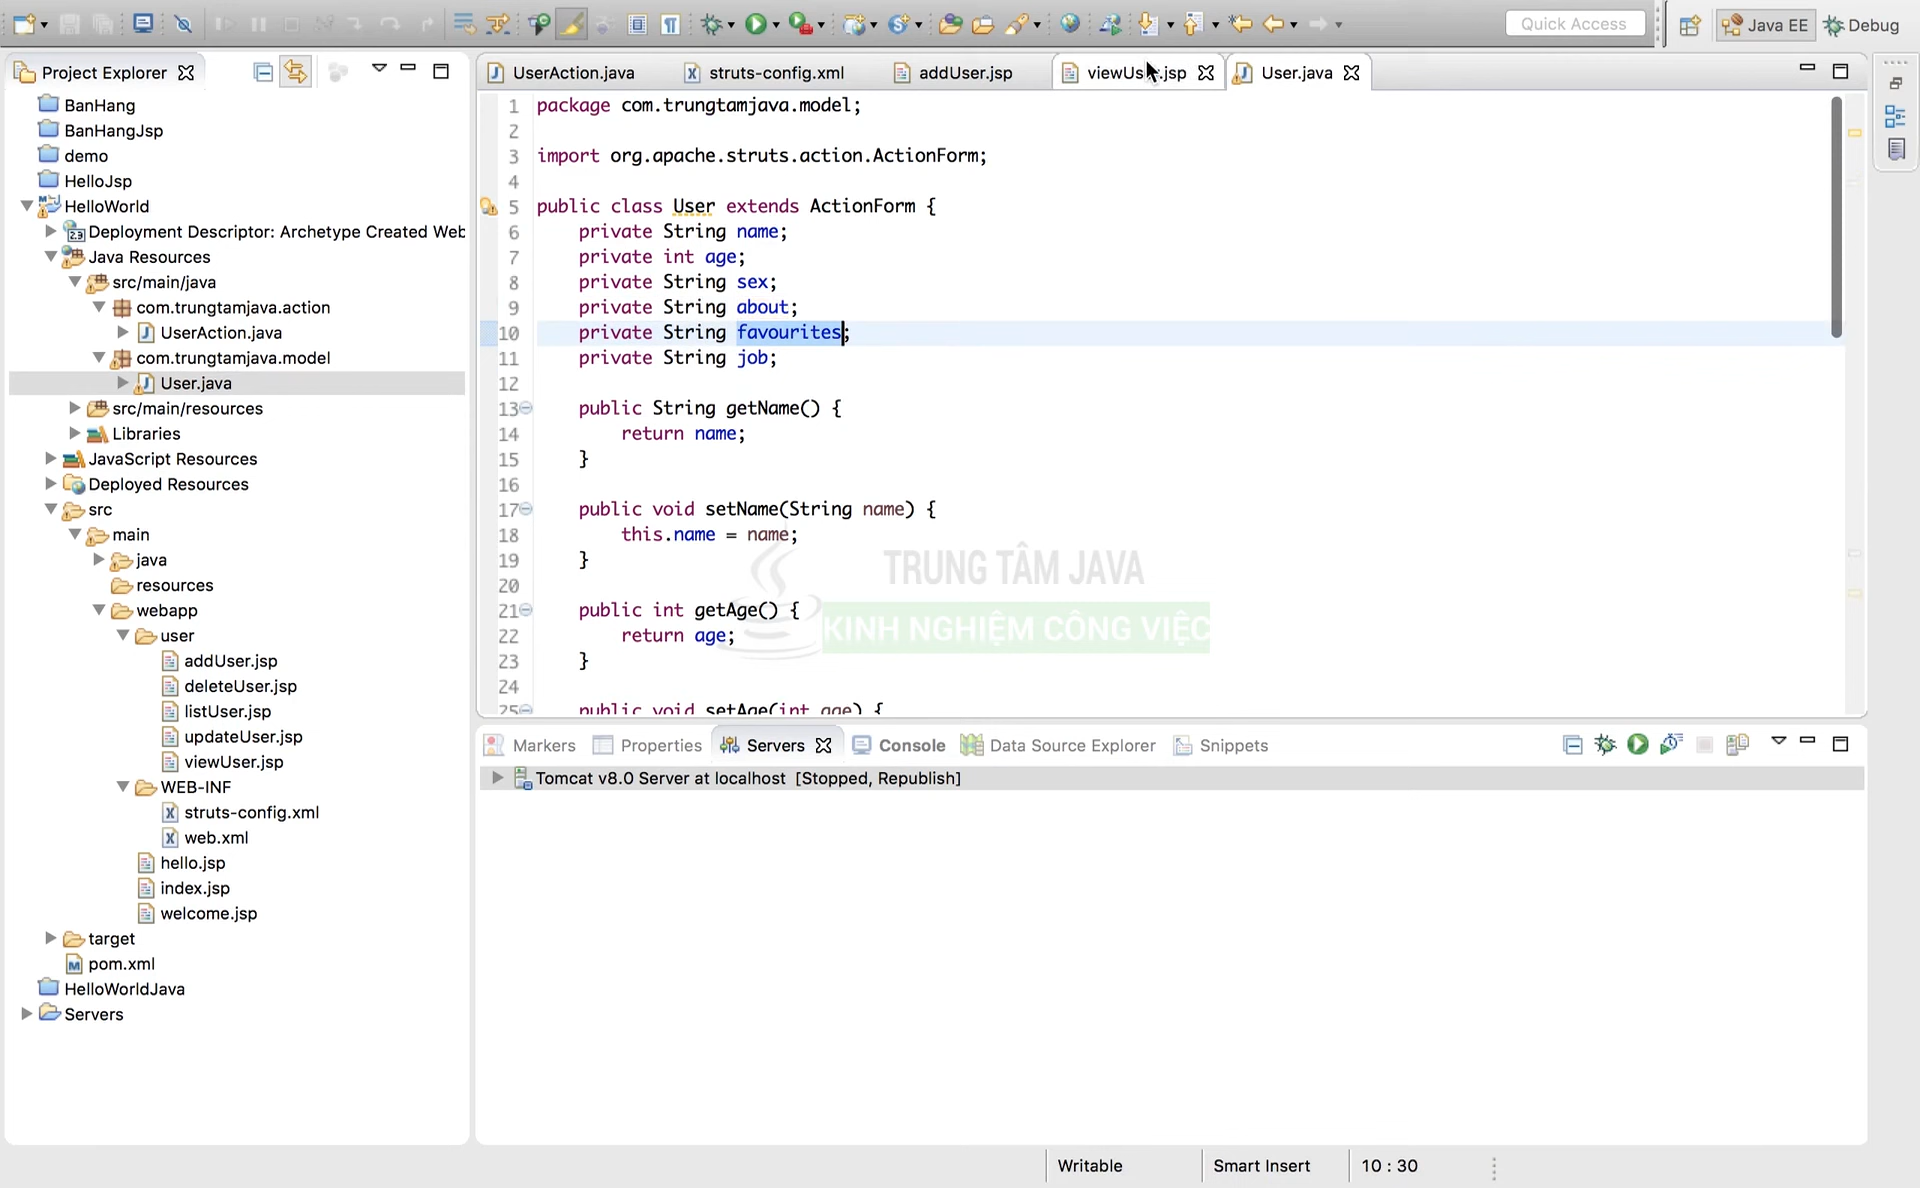 Quick Access
Java EE
Debug
Project Explorer
BanHang
BanHangJsp
demo
HelloJsp
HelloWorld
Deployment Descriptor: Archetype Created Web
Java Resources
src/main/java
com.trungtamjava.action
UserAction.java
com.trungtamjava.model
User.java
src/main/resources
Libraries
JavaScript Resources
Deployed Resources
src
main
java
resources
webapp
user
addUser.jsp
deleteUser.jsp
listUser.jsp
updateUser.jsp
viewUser.jsp
WEB-INF
struts-config.xml
web.xml
hello.jsp
index.jsp
welcome.jsp
target
pom.xml
HelloWorldJava
Servers
UserAction.java
struts-config.xml
addUser.jsp
viewUser.jsp
User.java
1 package com.trungtamjava.model;
2
3 import org.apache.struts.action.ActionForm;
4
5 public class User extends ActionForm {
6 private String name;
7 private int age;
8 private String sex;
9 private String about;
10 private String favourites;
11 private String job;
12
13 public String getName() {
14 return name;
15 }
16
17 public void setName(String name) {
18 this.name = name;
19 }
20
21 public int getAge() {
22 return age;
23 }
24
25 public void setAge(int age) {
TRUNG TÂM JAVA
KINH NGHIỆM CÔNG VIỆC
Markers
Properties
Servers
Console
Data Source Explorer
Snippets
Tomcat v8.0 Server at localhost [Stopped, Republish]
Writable
Smart Insert
10 : 30